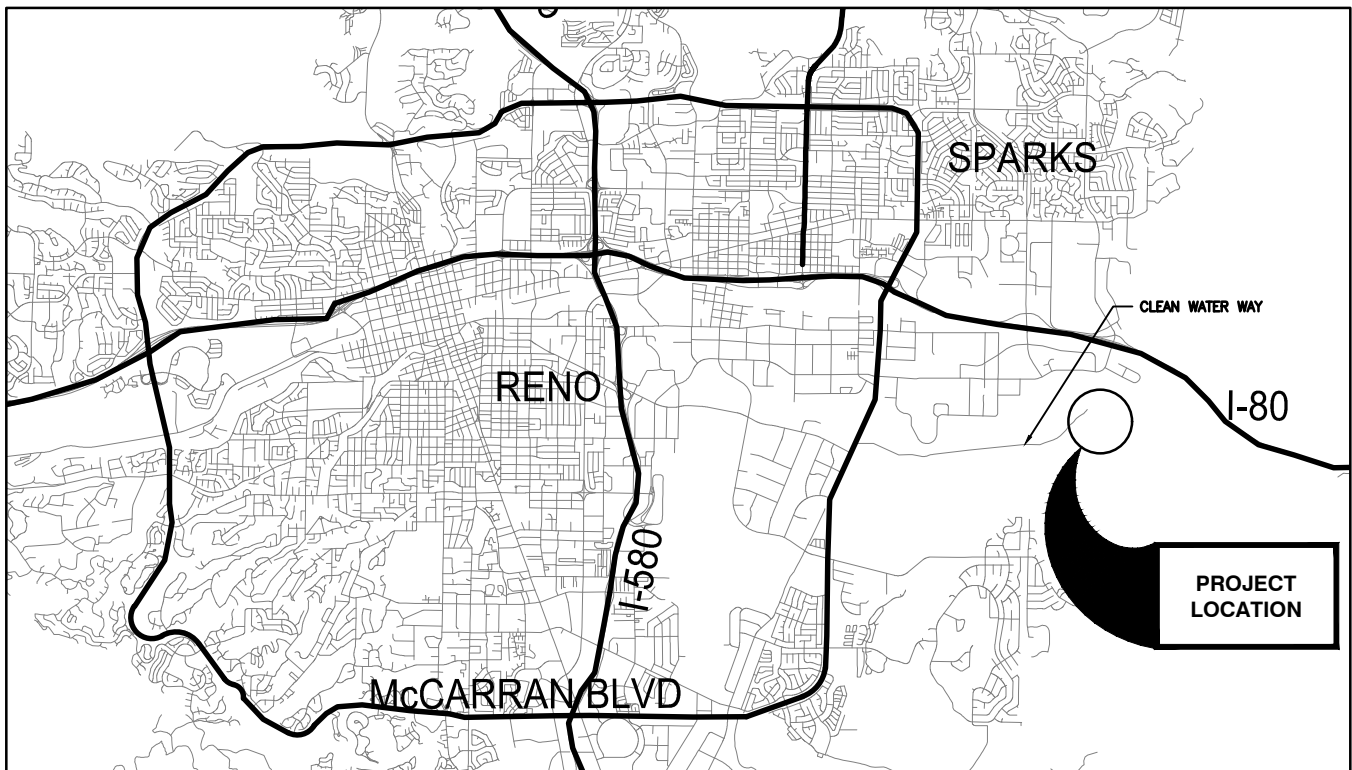 SPARKS
CLEAN WATER WAY
RENO
I-80
I-580
PROJECT
LOCATION
McCARRAN BLVD